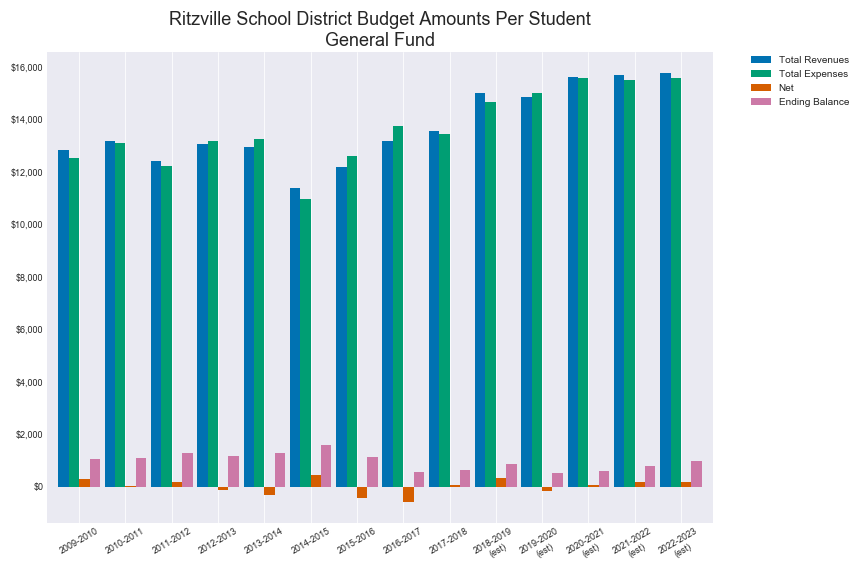 Ritzville School District Budget Amounts Per Student
General Fund
Total Revenues
Total Expenses
Net
Ending Balance
$16,000
$14,000
$12,000
$10,000
$8,000
$6,000
$4,000
$2,000
$0
2009-2010
2010-2011
2011-2012
2012-2013
2013-2014
2014-2015
2015-2016
2016-2017
2017-2018
2018-2019
(est)
2019-2020
(est)
2020-2021
(est)
2021-2022
(est)
2022-2023
(est)